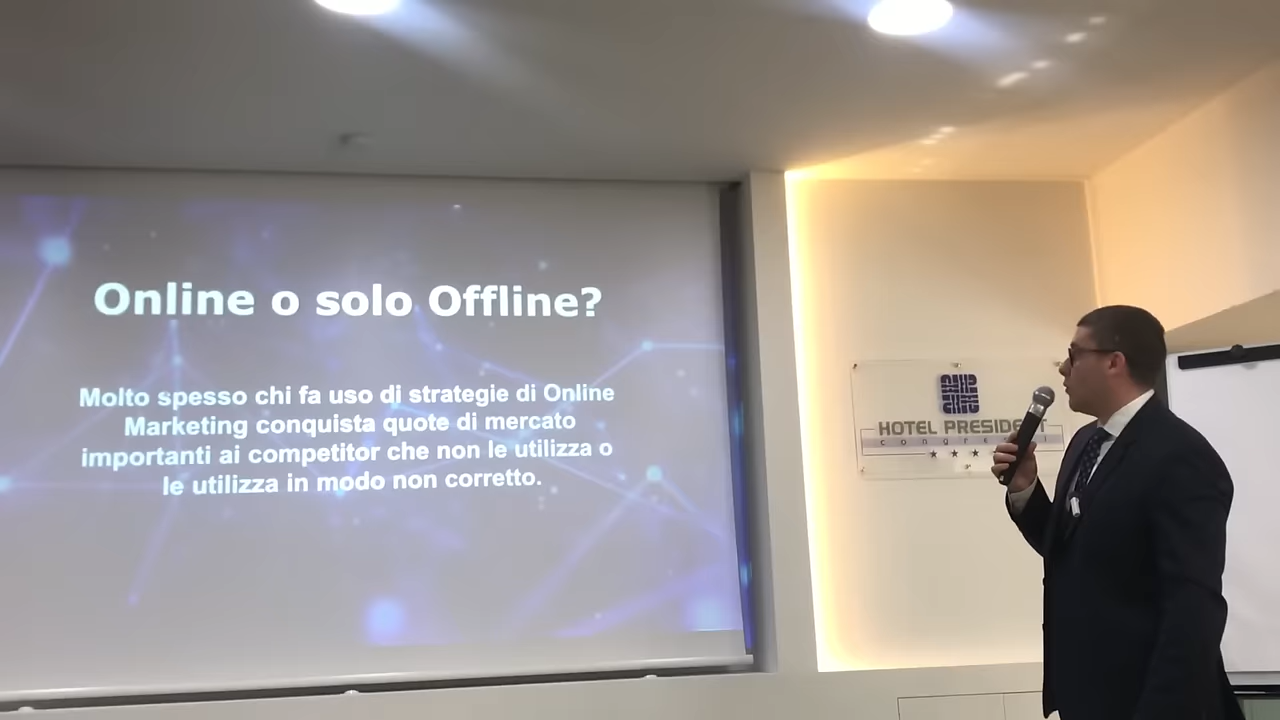 Online o solo Offline?
Molto spesso chi fa uso di strategie di Online
Marketing conquista quote di mercato
importanti ai competitor che non le utilizza o
le utilizza in modo non corretto.
HOTEL PRESIDENT